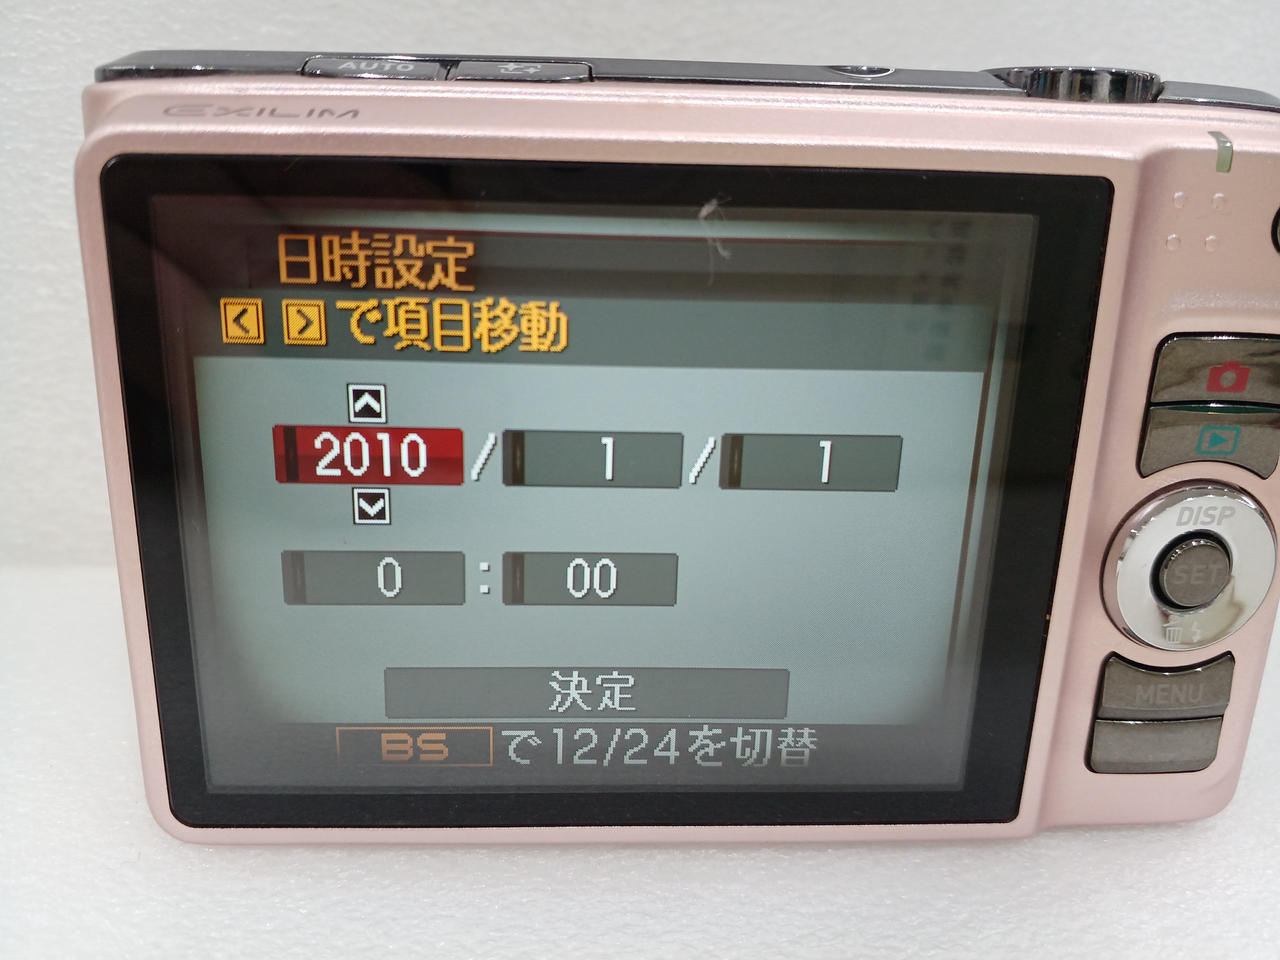 AUTO
EXILIM
日時設定
< > で項目移動
2010 / 1 / 1
0 : 00
決定
BS で12/24を切替
DISP
SET
MENU